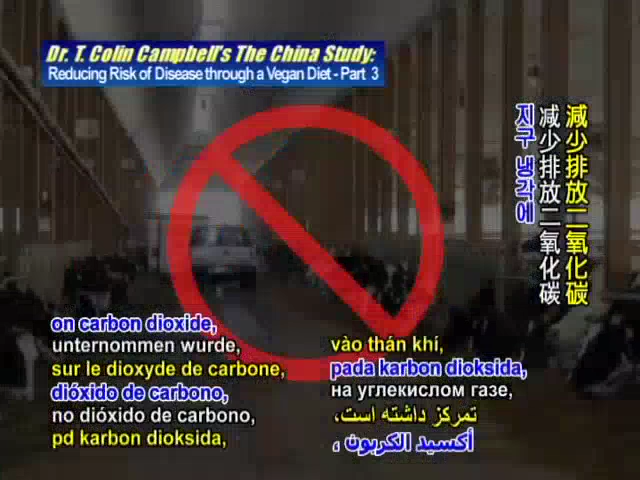 Dr. T. Colin Campbell's The China Study:
Reducing Risk of Disease through a Vegan Diet - Part 3
減少排放二氧化碳
减少排放二氧化碳
지구 냉각에
on carbon dioxide,
unternommen wurde,
sur le dioxyde de carbone,
dióxido de carbono,
no dióxido de carbono,
pd karbon dioksida,
vào thán khí,
pada karbon dioksida,
на углекислом газе,
تمرکز داشته است،
أكسيد الكربون ،